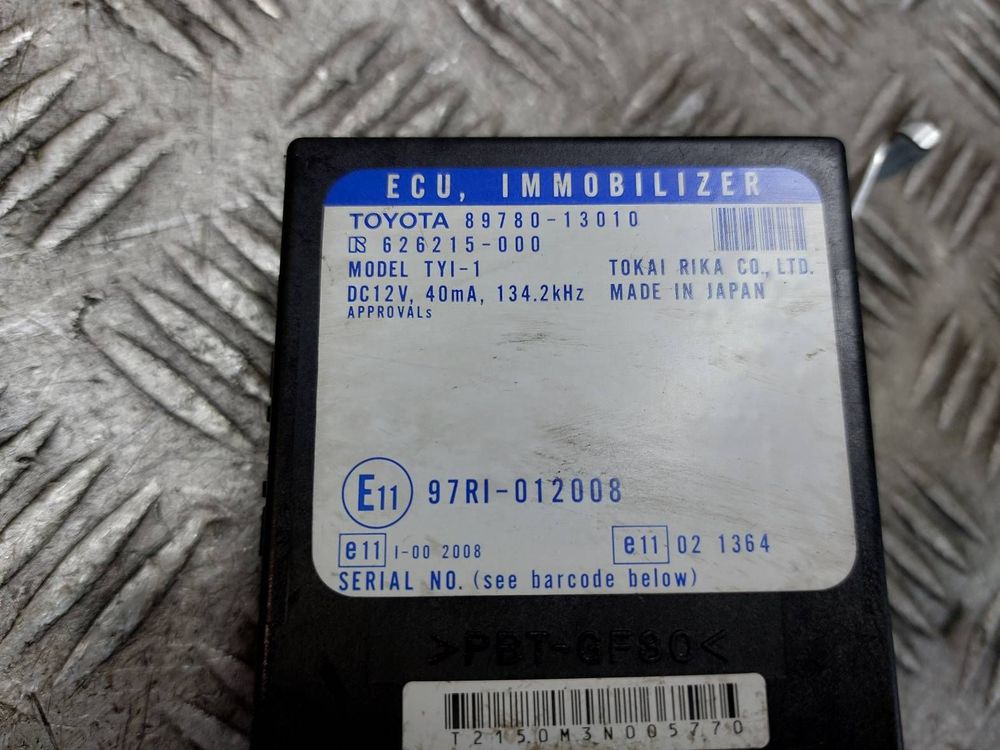 ECU, IMMOBILIZER
TOYOTA 89780-13010
626215-000
MODEL TYI-1
TOKAI RIKA CO., LTD.
DC12V, 40mA, 134.2kHz
MADE IN JAPAN
APPROVALs
E11 97RI-012008
e11 I-00 2008
e11 02 1364
SERIAL NO. (see barcode below)
>PBT-GF30<
T2150M3N005770